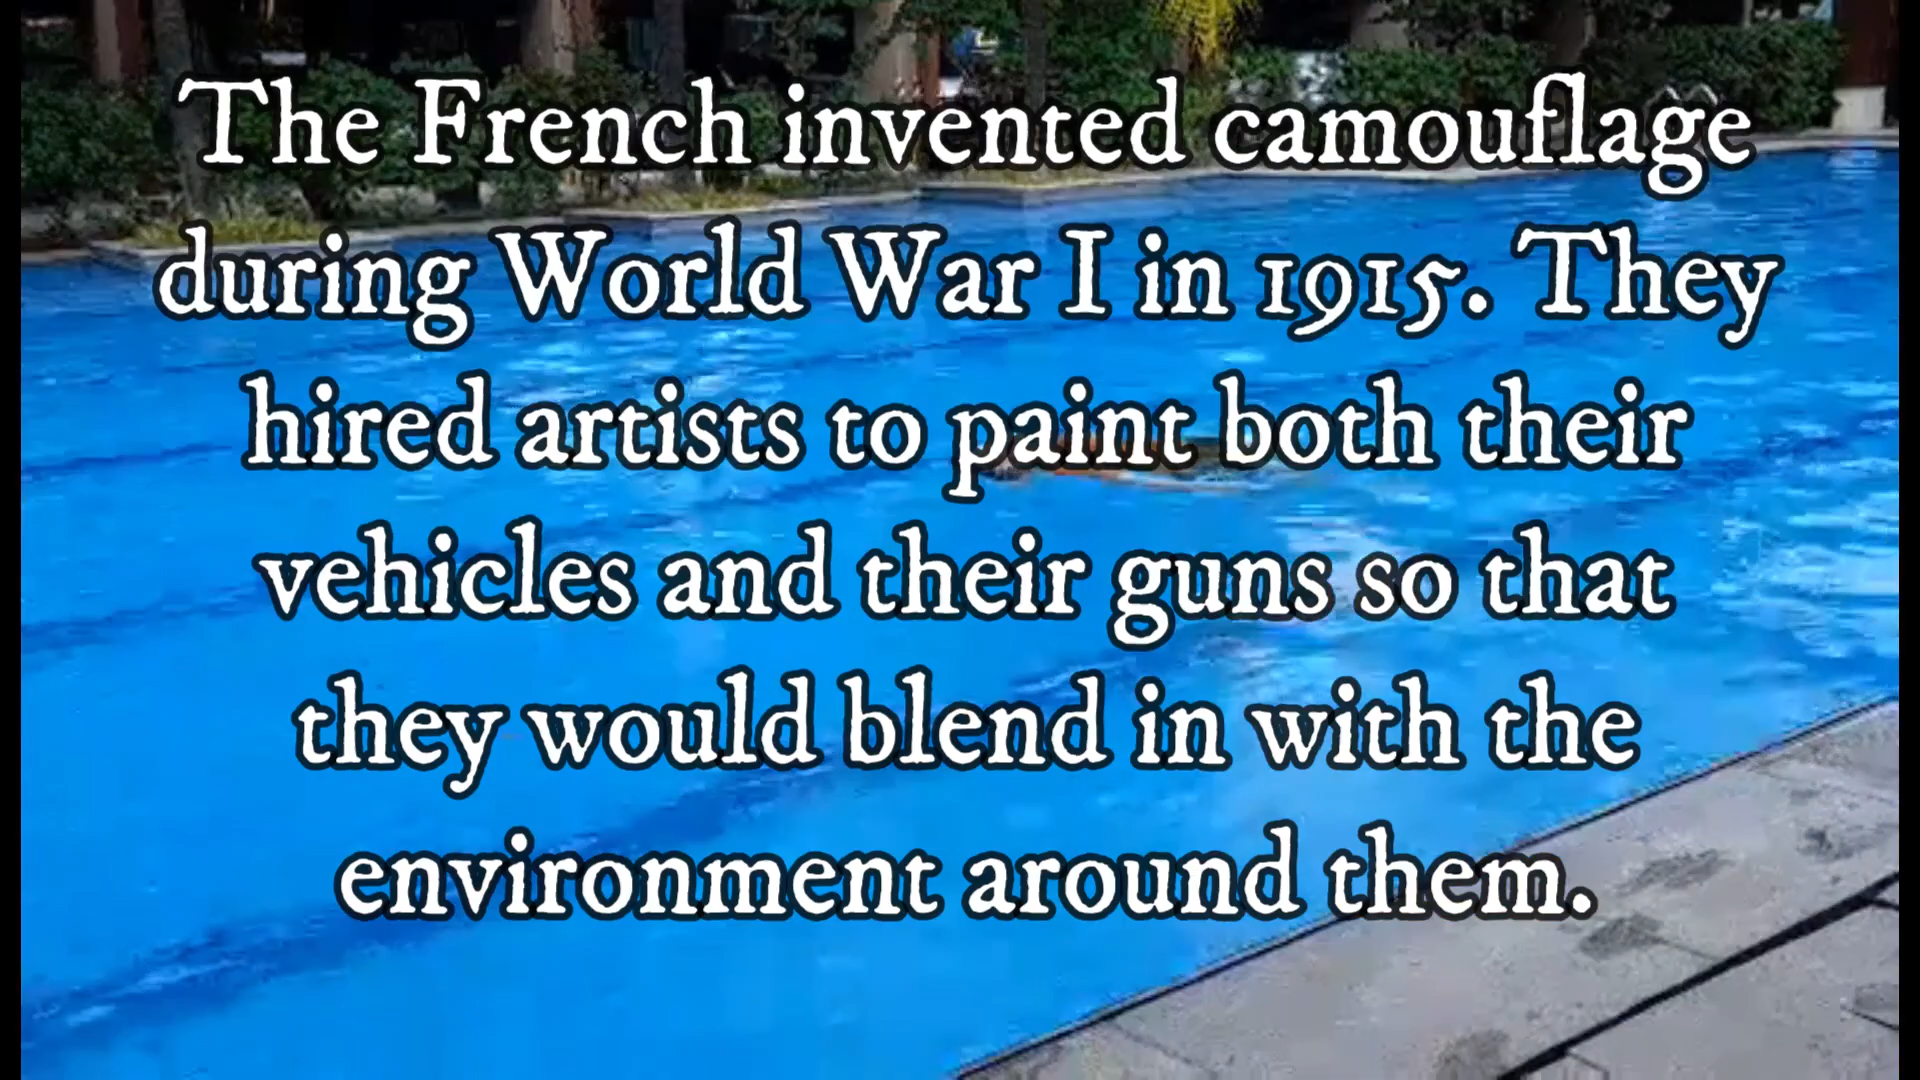 The French invented camouflage
during World War I in 1915. They
hired artists to paint both their
vehicles and their guns so that
they would blend in with the
environment around them.